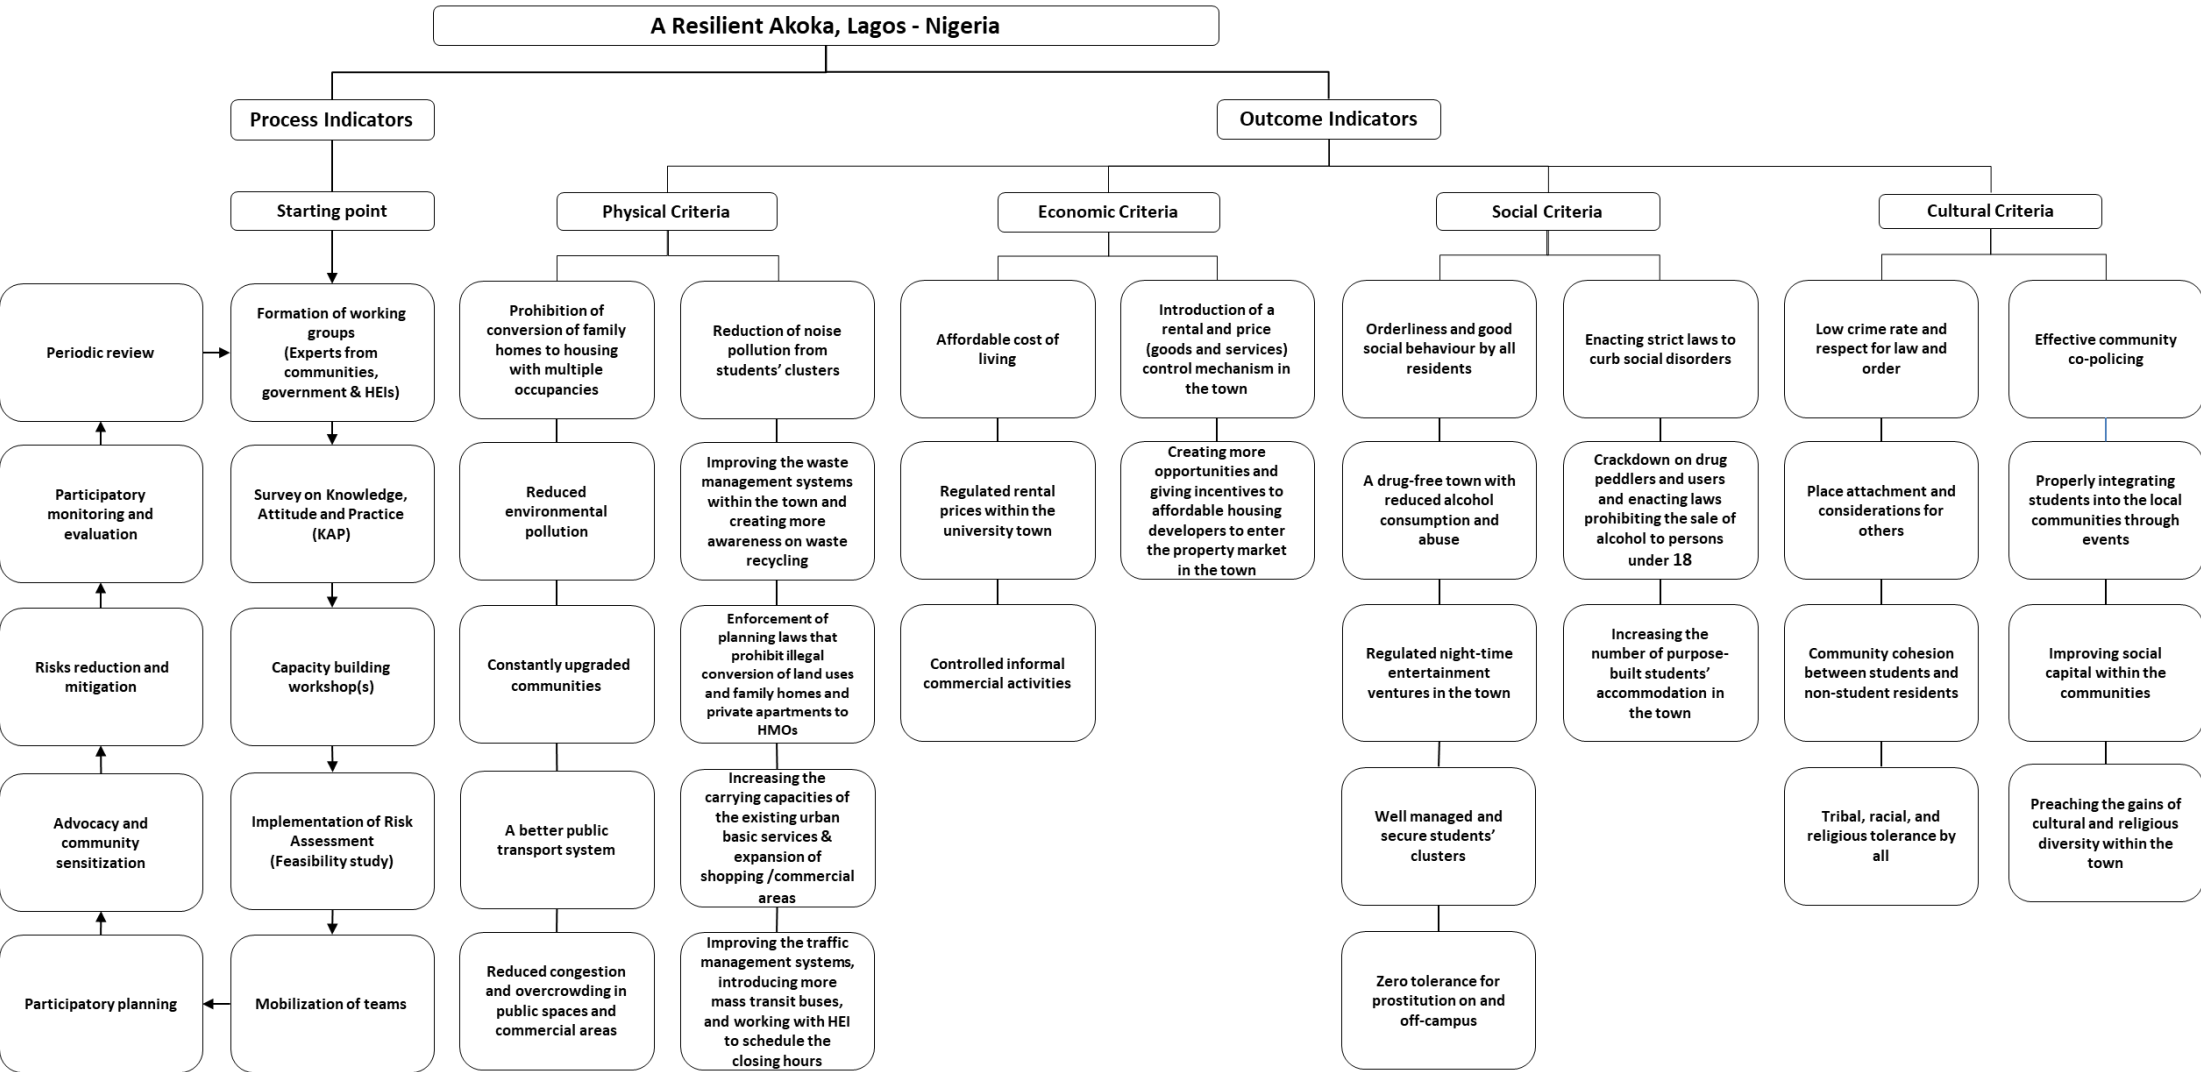 A Resilient Akoka, Lagos - Nigeria
Process Indicators
Outcome Indicators
Starting point
Physical Criteria
Economic Criteria
Social Criteria
Cultural Criteria
Periodic review
Formation of working
groups
(Experts from
communities,
government & HEIs)
Prohibition of
conversion of family
homes to housing
with multiple
occupancies
Reduction of noise
pollution from
students’ clusters
Affordable cost of
living
Introduction of a
rental and price
(goods and services)
control mechanism in
the town
Orderliness and good
social behaviour by all
residents
Enacting strict laws to
curb social disorders
Low crime rate and
respect for law and
order
Effective community
co-policing
Participatory
monitoring and
evaluation
Survey on Knowledge,
Attitude and Practice
(KAP)
Reduced
environmental
pollution
Improving the waste
management systems
within the town and
creating more
awareness on waste
recycling
Regulated rental
prices within the
university town
Creating more
opportunities and
giving incentives to
affordable housing
developers to enter
the property market
in the town
A drug-free town with
reduced alcohol
consumption and
abuse
Crackdown on drug
peddlers and users
and enacting laws
prohibiting the sale of
alcohol to persons
under 18
Place attachment and
considerations for
others
Properly integrating
students into the local
communities through
events
Risks reduction and
mitigation
Capacity building
workshop(s)
Constantly upgraded
communities
Enforcement of
planning laws that
prohibit illegal
conversion of land uses
and family homes and
private apartments to
HMOs
Controlled informal
commercial activities
Regulated night-time
entertainment
ventures in the town
Increasing the
number of purpose-
built students’
accommodation in
the town
Community cohesion
between students and
non-student residents
Improving social
capital within the
communities
Advocacy and
community
sensitization
Implementation of Risk
Assessment
(Feasibility study)
A better public
transport system
Increasing the
carrying capacities of
the existing urban
basic services &
expansion of
shopping /commercial
areas
Well managed and
secure students’
clusters
Tribal, racial, and
religious tolerance by
all
Preaching the gains of
cultural and religious
diversity within the
town
Participatory planning
Mobilization of teams
Reduced congestion
and overcrowding in
public spaces and
commercial areas
Improving the traffic
management systems,
introducing more
mass transit buses,
and working with HEI
to schedule the
closing hours
Zero tolerance for
prostitution on and
off-campus